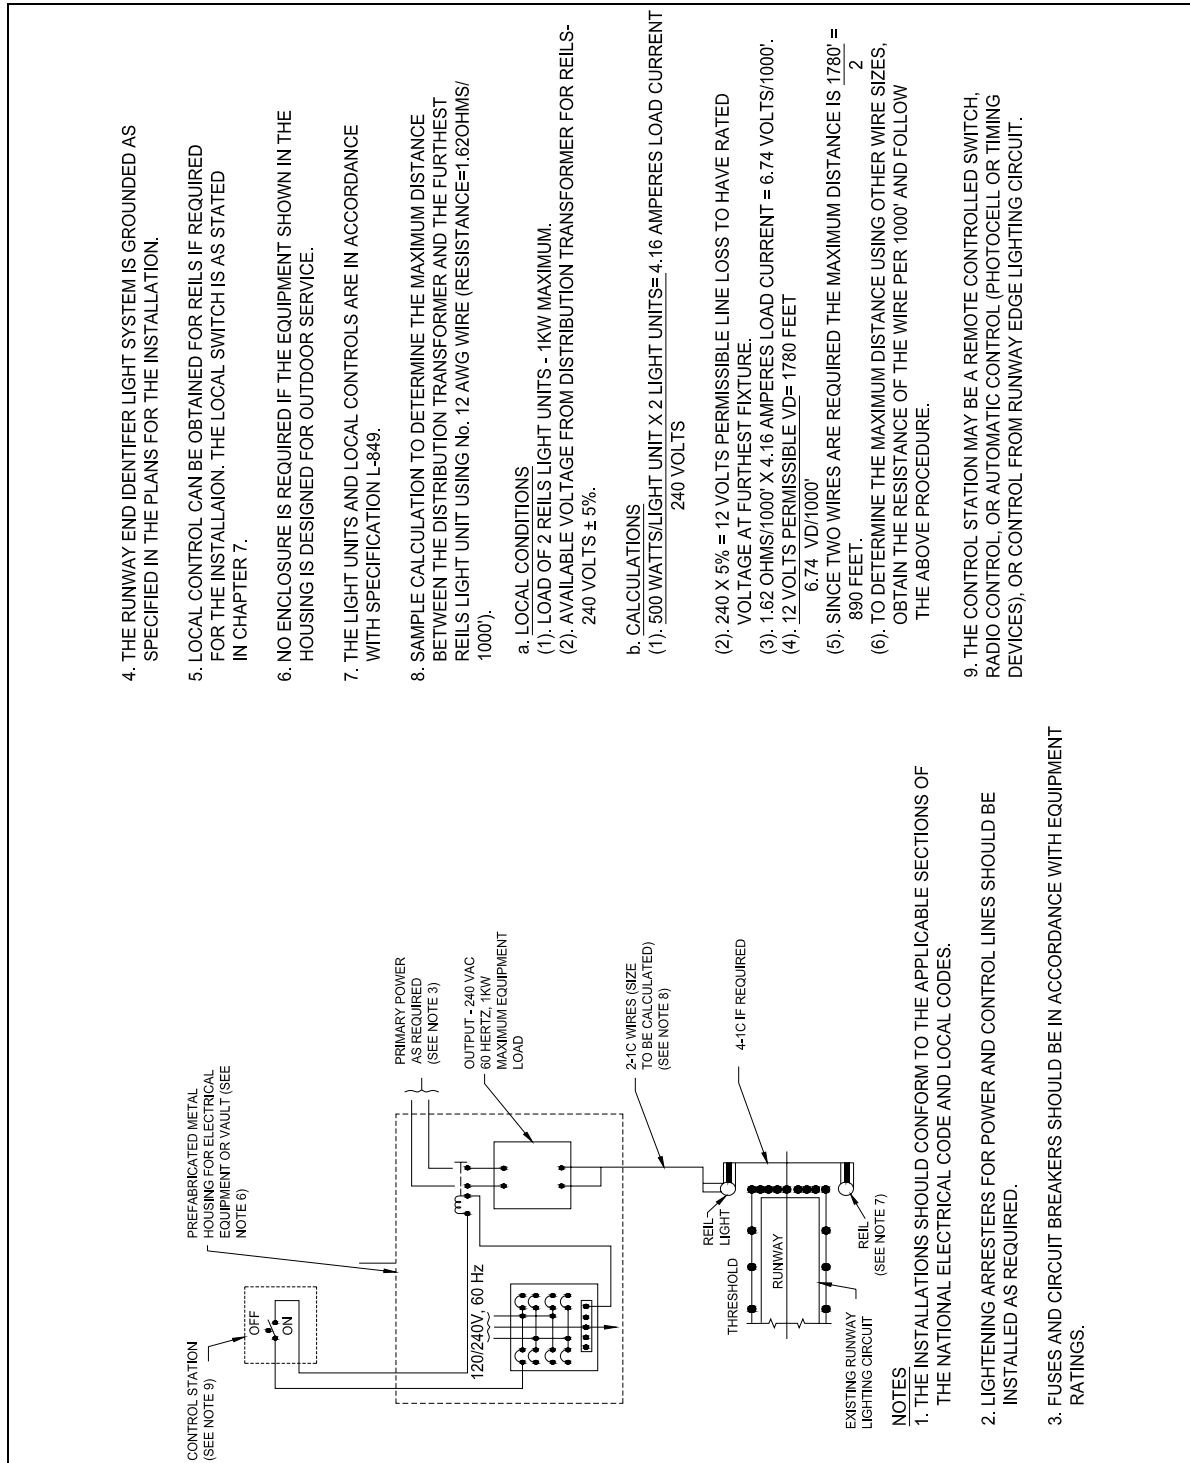 CONTROL STATION
(SEE NOTE 9)
OFF
ON
PREFABRICATED METAL
HOUSING FOR ELECTRICAL
EQUIPMENT OR VAULT (SEE
NOTE 6)
120/240V, 60 Hz
PRIMARY POWER
AS REQUIRED
(SEE NOTE 3)
OUTPUT - 240 VAC
60 HERTZ, 1KW
MAXIMUM EQUIPMENT
LOAD
2-1C WIRES (SIZE
TO BE CALCULATED)
(SEE NOTE 8)
4-1C IF REQUIRED
REIL
LIGHT
THRESHOLD
RUNWAY
REIL
(SEE NOTE 7)
EXISTING RUNWAY
LIGHTING CIRCUIT
NOTES
1. THE INSTALLATIONS SHOULD CONFORM TO THE APPLICABLE SECTIONS OF
THE NATIONAL ELECTRICAL CODE AND LOCAL CODES.
2. LIGHTENING ARRESTERS FOR POWER AND CONTROL LINES SHOULD BE
INSTALLED AS REQUIRED.
3. FUSES AND CIRCUIT BREAKERS SHOULD BE IN ACCORDANCE WITH EQUIPMENT
RATINGS.
4. THE RUNWAY END IDENTIFER LIGHT SYSTEM IS GROUNDED AS
SPECIFIED IN THE PLANS FOR THE INSTALLATION.
5. LOCAL CONTROL CAN BE OBTAINED FOR REILS IF REQUIRED
FOR THE INSTALLAION. THE LOCAL SWITCH IS AS STATED
IN CHAPTER 7.
6. NO ENCLOSURE IS REQUIRED IF THE EQUIPMENT SHOWN IN THE
HOUSING IS DESIGNED FOR OUTDOOR SERVICE.
7. THE LIGHT UNITS AND LOCAL CONTROLS ARE IN ACCORDANCE
WITH SPECIFICATION L-849.
8. SAMPLE CALCULATION TO DETERMINE THE MAXIMUM DISTANCE
BETWEEN THE DISTRIBUTION TRANSFORMER AND THE FURTHEST
REILS LIGHT UNIT USING No. 12 AWG WIRE (RESISTANCE=1.62OHMS/
1000').
a. LOCAL CONDITIONS
(1). LOAD OF 2 REILS LIGHT UNITS - 1KW MAXIMUM.
(2). AVAILABLE VOLTAGE FROM DISTRIBUTION TRANSFORMER FOR REILS-
240 VOLTS ± 5%.
b. CALCULATIONS
(1). 500 WATTS/LIGHT UNIT X 2 LIGHT UNITS= 4.16 AMPERES LOAD CURRENT
240 VOLTS
(2). 240 X 5% = 12 VOLTS PERMISSIBLE LINE LOSS TO HAVE RATED
VOLTAGE AT FURTHEST FIXTURE.
(3). 1.62 OHMS/1000' X 4.16 AMPERES LOAD CURRENT = 6.74 VOLTS/1000'.
(4). 12 VOLTS PERMISSIBLE VD= 1780 FEET
6.74 VD/1000'
(5). SINCE TWO WIRES ARE REQUIRED THE MAXIMUM DISTANCE IS 1780' =
2
890 FEET.
(6). TO DETERMINE THE MAXIMUM DISTANCE USING OTHER WIRE SIZES,
OBTAIN THE RESISTANCE OF THE WIRE PER 1000' AND FOLLOW
THE ABOVE PROCEDURE.
9. THE CONTROL STATION MAY BE A REMOTE CONTROLLED SWITCH,
RADIO CONTROL, OR AUTOMATIC CONTROL (PHOTOCELL OR TIMING
DEVICES), OR CONTROL FROM RUNWAY EDGE LIGHTING CIRCUIT.